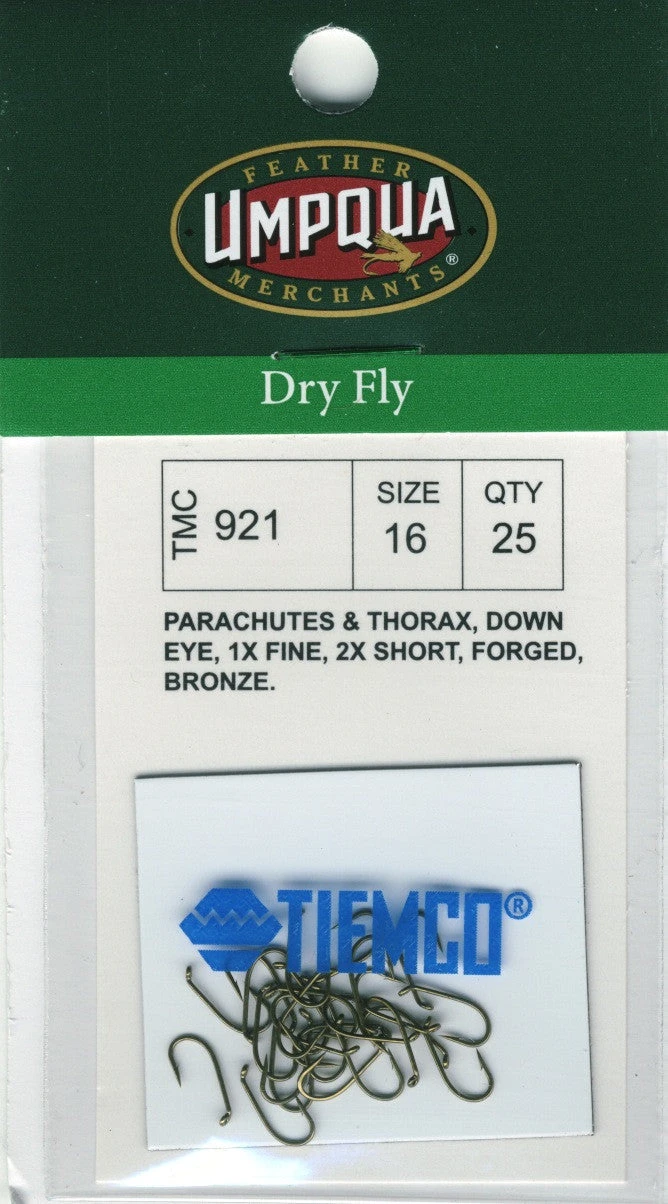 FEATHER
UMPQUA
MERCHANTS®
Dry Fly
TMC 921
SIZE
16
QTY
25
PARACHUTES & THORAX, DOWN
EYE, 1X FINE, 2X SHORT, FORGED,
BRONZE.
TIEMCO®